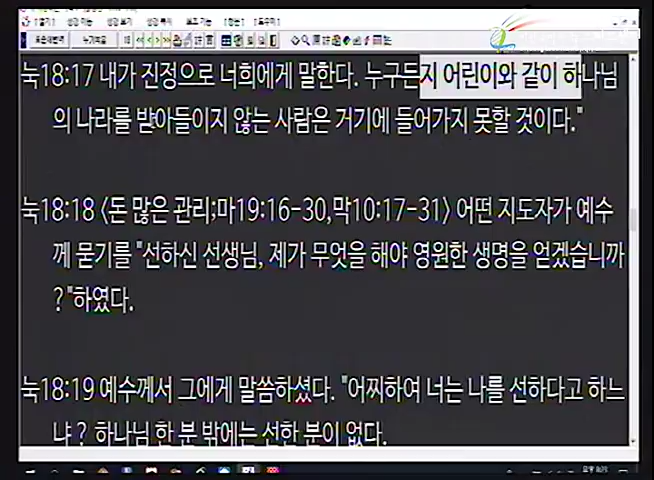 눅18:17 내가 진정으로 너희에게 말한다. 누구든지 어린이와 같이 하나님
의 나라를 받아들이지 않는 사람은 거기에 들어가지 못할 것이다."
눅18:18 <돈 많은 관리;마19:16-30,막10:17-31> 어떤 지도자가 예수
께 묻기를 "선하신 선생님, 제가 무엇을 해야 영원한 생명을 얻겠습니까
?"하였다.
눅18:19 예수께서 그에게 말씀하셨다. "어찌하여 너는 나를 선하다고 하느
냐? 하나님 한 분 밖에는 선한 분이 없다.